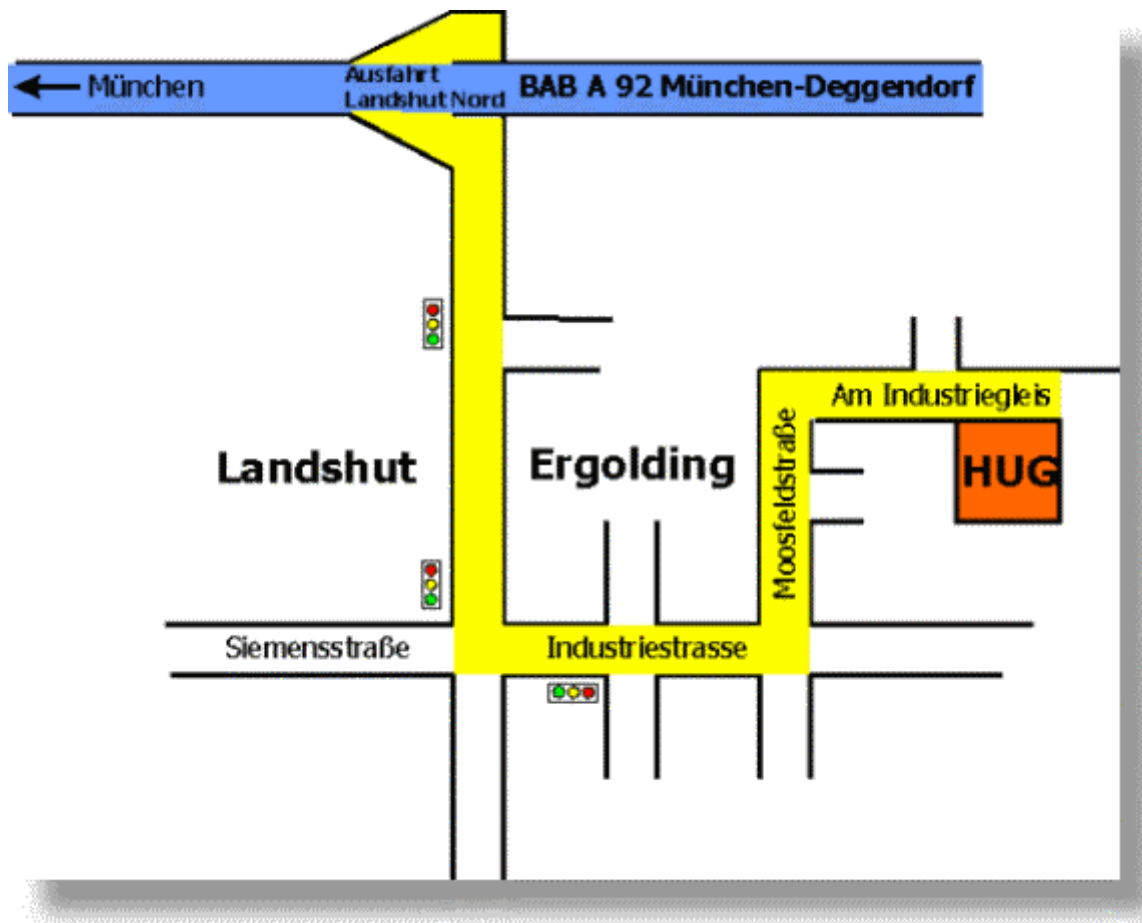 München
Ausfahrt
Landshut Nord
BAB A 92 München-Deggendorf
Am Industriegleis
Landshut
Ergolding
Moosfeldstraße
HUG
Siemensstraße
Industriestrasse